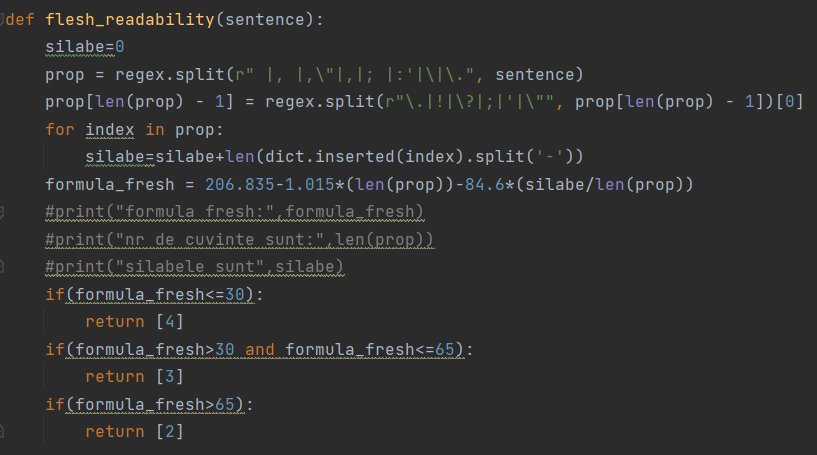 def flesh_readability(sentence):
    silabe=0
    prop = regex.split(r" |, |,\"|,|; |:'|\|\.", sentence)
    prop[len(prop) - 1] = regex.split(r"\.|!|\?|;|'|\"", prop[len(prop) - 1])[0]
    for index in prop:
        silabe=silabe+len(dict.inserted(index).split('-'))
    formula_fresh = 206.835-1.015*(len(prop))-84.6*(silabe/len(prop))
    #print("formula fresh:",formula_fresh)
    #print("nr de cuvinte sunt:",len(prop))
    #print("silabele sunt",silabe)
    if(formula_fresh<=30):
        return [4]
    if(formula_fresh>30 and formula_fresh<=65):
        return [3]
    if(formula_fresh>65):
        return [2]